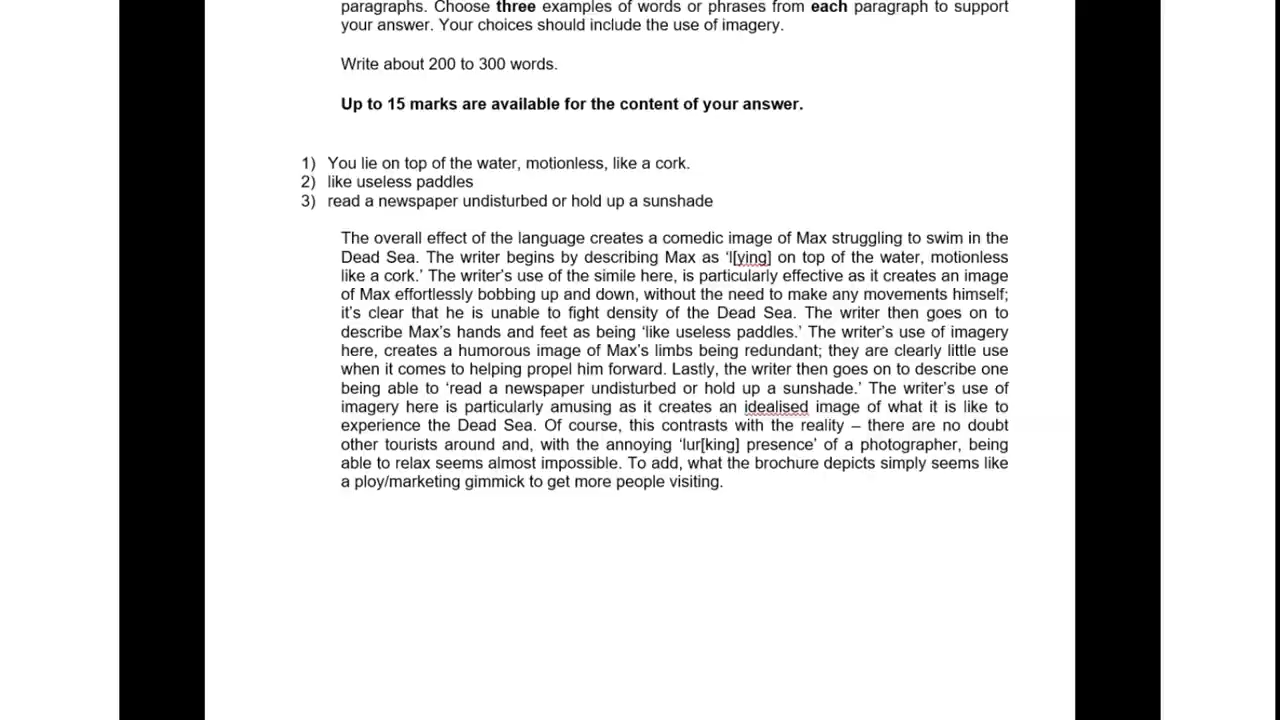 paragraphs. Choose three examples of words or phrases from each paragraph to support
your answer. Your choices should include the use of imagery.
Write about 200 to 300 words.
Up to 15 marks are available for the content of your answer.
1) You lie on top of the water, motionless, like a cork.
2) like useless paddles
3) read a newspaper undisturbed or hold up a sunshade
The overall effect of the language creates a comedic image of Max struggling to swim in the
Dead Sea. The writer begins by describing Max as ‘l[ying] on top of the water, motionless
like a cork.’ The writer’s use of the simile here, is particularly effective as it creates an image
of Max effortlessly bobbing up and down, without the need to make any movements himself;
it’s clear that he is unable to fight density of the Dead Sea. The writer then goes on to
describe Max’s hands and feet as being ‘like useless paddles.’ The writer’s use of imagery
here, creates a humorous image of Max’s limbs being redundant; they are clearly little use
when it comes to helping propel him forward. Lastly, the writer then goes on to describe one
being able to ‘read a newspaper undisturbed or hold up a sunshade.’ The writer’s use of
imagery here is particularly amusing as it creates an idealised image of what it is like to
experience the Dead Sea. Of course, this contrasts with the reality – there are no doubt
other tourists around and, with the annoying ‘lur[king] presence’ of a photographer, being
able to relax seems almost impossible. To add, what the brochure depicts simply seems like
a ploy/marketing gimmick to get more people visiting.